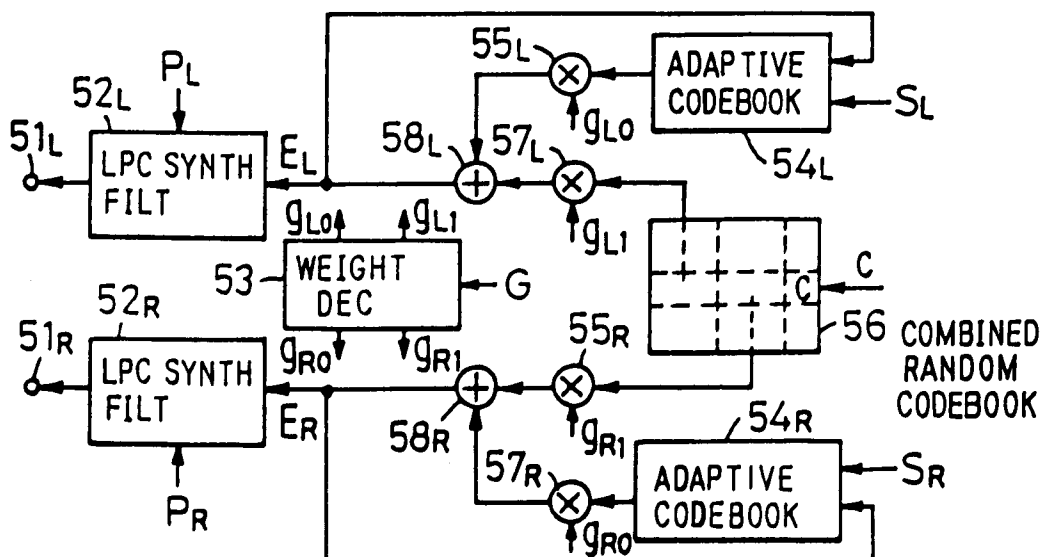 55L
ADAPTIVE
CODEBOOK
PL
52L
gL0
SL
51L
LPC SYNTH
FILT
EL
58L
57L
54L
gL0
gL1
gL1
53
WEIGHT
DEC
G
C
C
52R
56
COMBINED
RANDOM
CODEBOOK
51R
gR0
gR1
55R
LPC SYNTH
FILT
ER
58R
gR1
54R
PR
57R
ADAPTIVE
CODEBOOK
SR
gR0